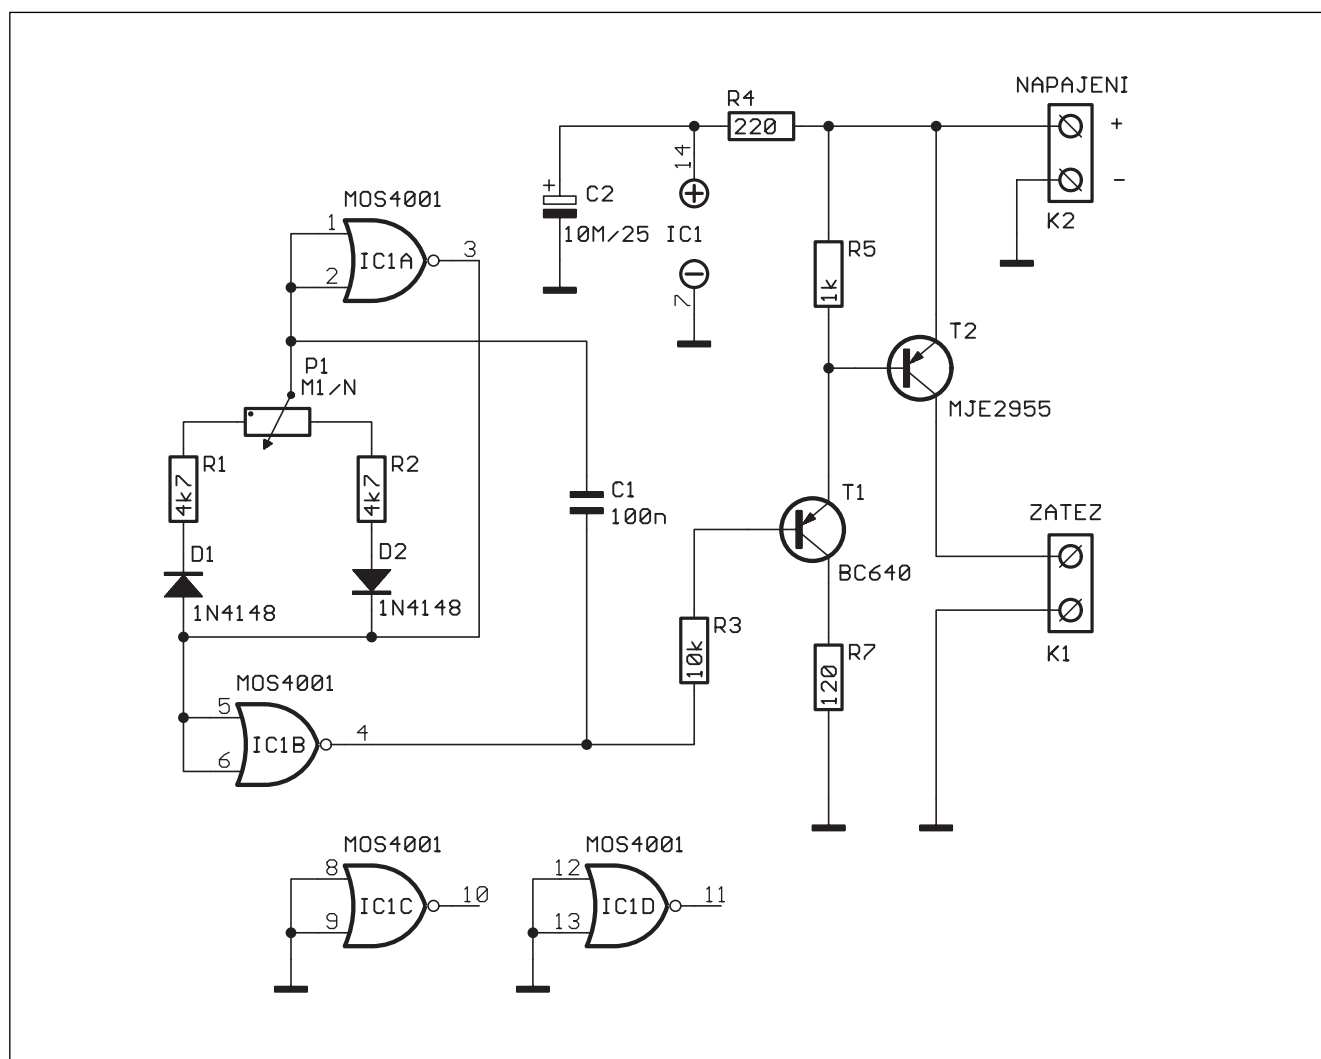 NAPAJENI
R4
220
+
14
MOS4001
+
C2
-
1
10M/25
IC1
K2
3
IC1A
R5
2
7
1k
T2
P1
M1/N
MJE2955
R1
R2
4k7
4k7
C1
T1
100n
ZATEZ
D1
D2
BC640
1N4148
1N4148
R3
10k
R7
K1
MOS4001
120
5
4
IC1B
6
MOS4001
MOS4001
8
12
10
11
IC1C
IC1D
9
13